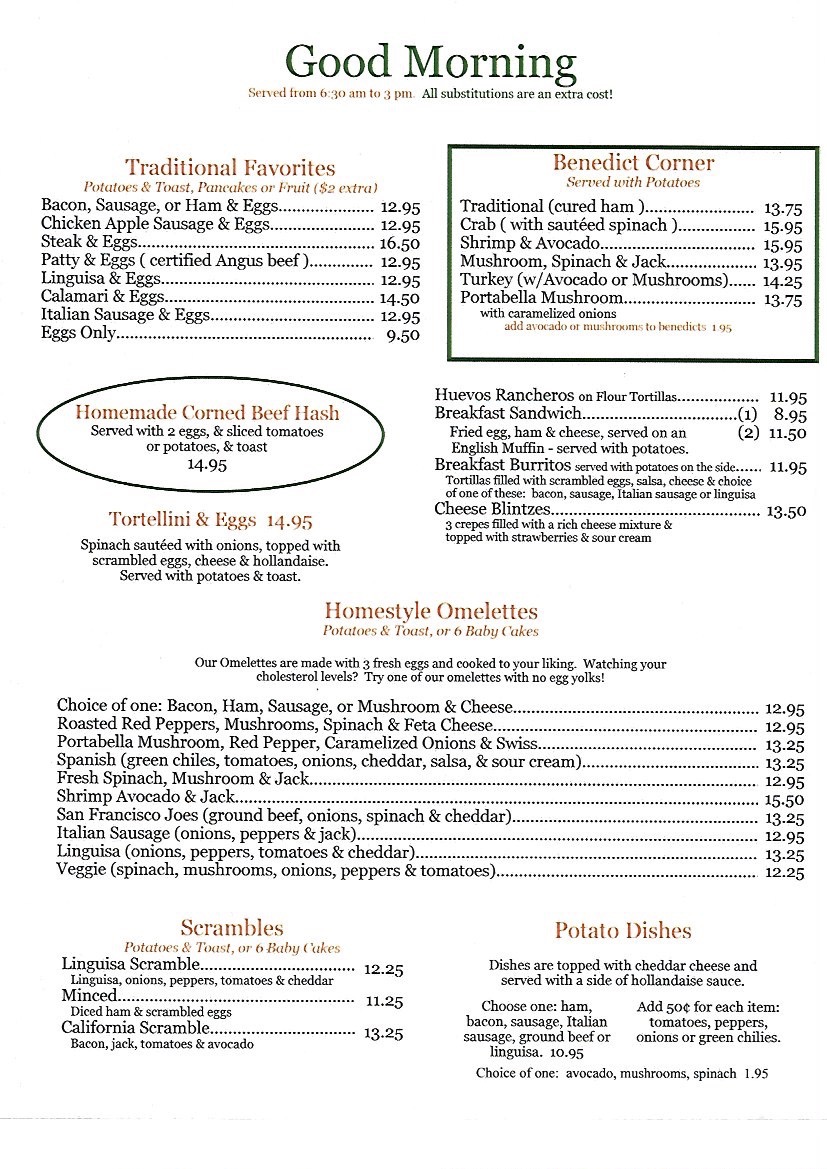 Good Morning
Served from 6:30 am to 3 pm. All substitutions are an extra cost!
Traditional Favorites
Potatoes & Toast, Pancakes or Fruit ($2 extra)
Bacon, Sausage, or Ham & Eggs..................... 12.95
Chicken Apple Sausage & Eggs....................... 12.95
Steak & Eggs..................................................... 16.50
Patty & Eggs ( certified Angus beef ).............. 12.95
Linguisa & Eggs............................................... 12.95
Calamari & Eggs............................................... 14.50
Italian Sausage & Eggs.................................... 12.95
Eggs Only......................................................... 9.50
Benedict Corner
Served with Potatoes
Traditional (cured ham )........................ 13.75
Crab ( with sautéed spinach )................. 15.95
Shrimp & Avocado.................................. 15.95
Mushroom, Spinach & Jack.................... 13.95
Turkey (w/Avocado or Mushrooms)...... 14.25
Portabella Mushroom............................. 13.75
with caramelized onions
add avocado or mushrooms to benedicts 1.95
Homemade Corned Beef Hash
Served with 2 eggs, & sliced tomatoes
or potatoes, & toast
14.95
Tortellini & Eggs 14.95
Spinach sautéed with onions, topped with
scrambled eggs, cheese & hollandaise.
Served with potatoes & toast.
Huevos Rancheros on Flour Tortillas.................. 11.95
Breakfast Sandwich..................................(1) 8.95
Fried egg, ham & cheese, served on an (2) 11.50
English Muffin - served with potatoes.
Breakfast Burritos served with potatoes on the side...... 11.95
Tortillas filled with scrambled eggs, salsa, cheese & choice
of one of these: bacon, sausage, Italian sausage or linguisa
Cheese Blintzes............................................... 13.50
3 crepes filled with a rich cheese mixture &
topped with strawberries & sour cream
Homestyle Omelettes
Potatoes & Toast, or 6 Baby Cakes
Our Omelettes are made with 3 fresh eggs and cooked to your liking. Watching your
cholesterol levels? Try one of our omelettes with no egg yolks!
Choice of one: Bacon, Ham, Sausage, or Mushroom & Cheese...................................................... 12.95
Roasted Red Peppers, Mushrooms, Spinach & Feta Cheese.......................................................... 12.95
Portabella Mushroom, Red Pepper, Caramelized Onions & Swiss................................................ 13.25
Spanish (green chiles, tomatoes, onions, cheddar, salsa, & sour cream)....................................... 13.25
Fresh Spinach, Mushroom & Jack.................................................................................................. 12.95
Shrimp Avocado & Jack................................................................................................................... 15.50
San Francisco Joes (ground beef, onions, spinach & cheddar)...................................................... 13.25
Italian Sausage (onions, peppers & jack)........................................................................................ 12.95
Linguisa (onions, peppers, tomatoes & cheddar)........................................................................... 13.25
Veggie (spinach, mushrooms, onions, peppers & tomatoes)......................................................... 12.25
Scrambles
Potatoes & Toast, or 6 Baby Cakes
Linguisa Scramble.................................. 12.25
Linguisa, onions, peppers, tomatoes & cheddar
Minced.................................................... 11.25
Diced ham & scrambled eggs
California Scramble................................ 13.25
Bacon, jack, tomatoes & avocado
Potato Dishes
Dishes are topped with cheddar cheese and
served with a side of hollandaise sauce.
Choose one: ham,
bacon, sausage, Italian
sausage, ground beef or
linguisa. 10.95
Add 50¢ for each item:
tomatoes, peppers,
onions or green chilies.
Choice of one: avocado, mushrooms, spinach 1.95